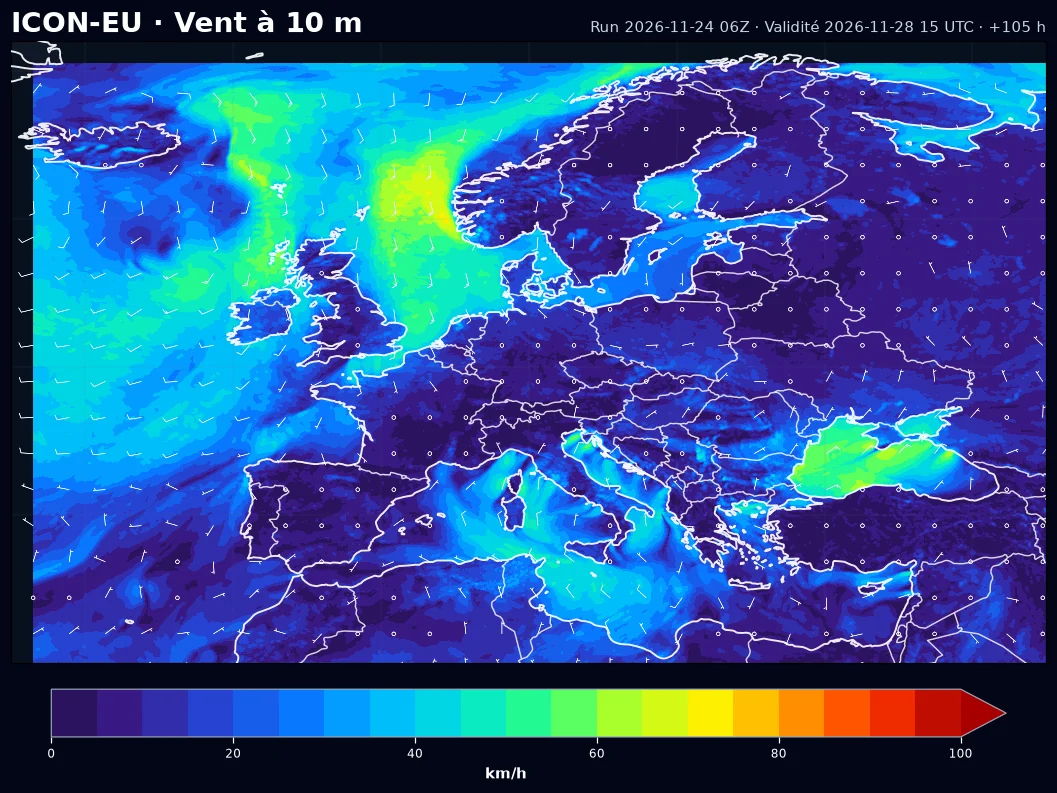 ICON-EU · Vent à 10 m
Run 2026-11-24 06Z · Validité 2026-11-28 15 UTC · +105 h
0 20 40 60 80 100
km/h